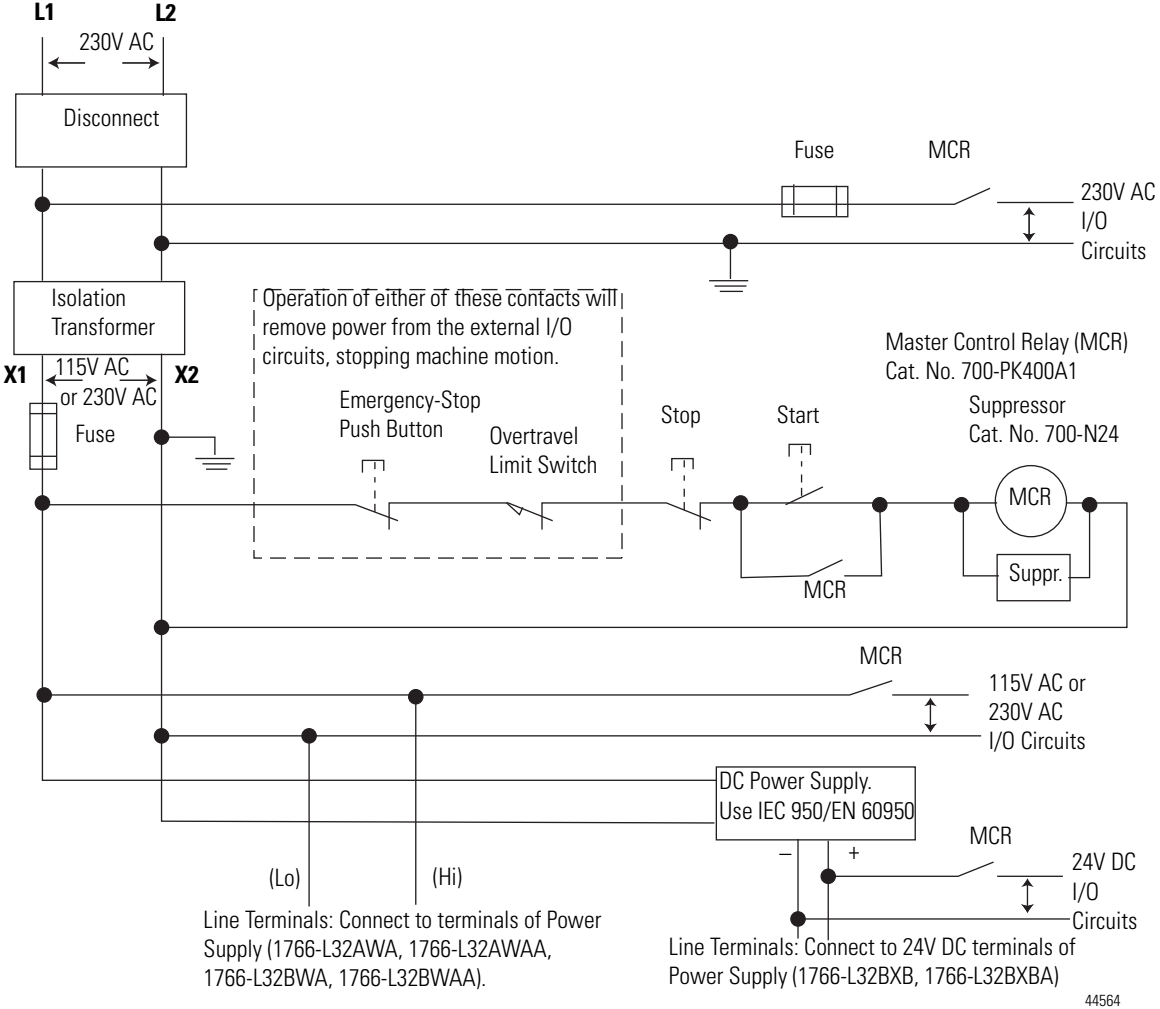 L1
L2
230V AC
Disconnect
Fuse
MCR
230V AC
I/O
Circuits
Isolation
Transformer
Operation of either of these contacts will
remove power from the external I/O
circuits, stopping machine motion.
Master Control Relay (MCR)
Cat. No. 700-PK400A1
X1
115V AC
or 230V AC
X2
Fuse
Emergency-Stop
Push Button
Overtravel
Limit Switch
Stop
Start
Suppressor
Cat. No. 700-N24
MCR
Suppr.
MCR
MCR
115V AC or
230V AC
I/O Circuits
DC Power Supply.
Use IEC 950/EN 60950
–
+
MCR
24V DC
I/O
Circuits
(Lo)
(Hi)
Line Terminals: Connect to terminals of Power
Supply (1766-L32AWA, 1766-L32AWAA,
1766-L32BWA, 1766-L32BWAA).
Line Terminals: Connect to 24V DC terminals of
Power Supply (1766-L32BXB, 1766-L32BXBA)
44564